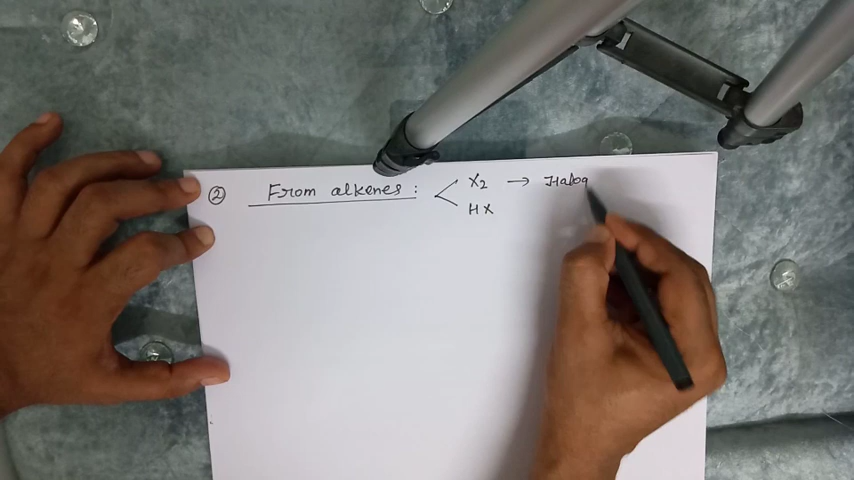 ② From alkenes : < X2 → Halog
HX